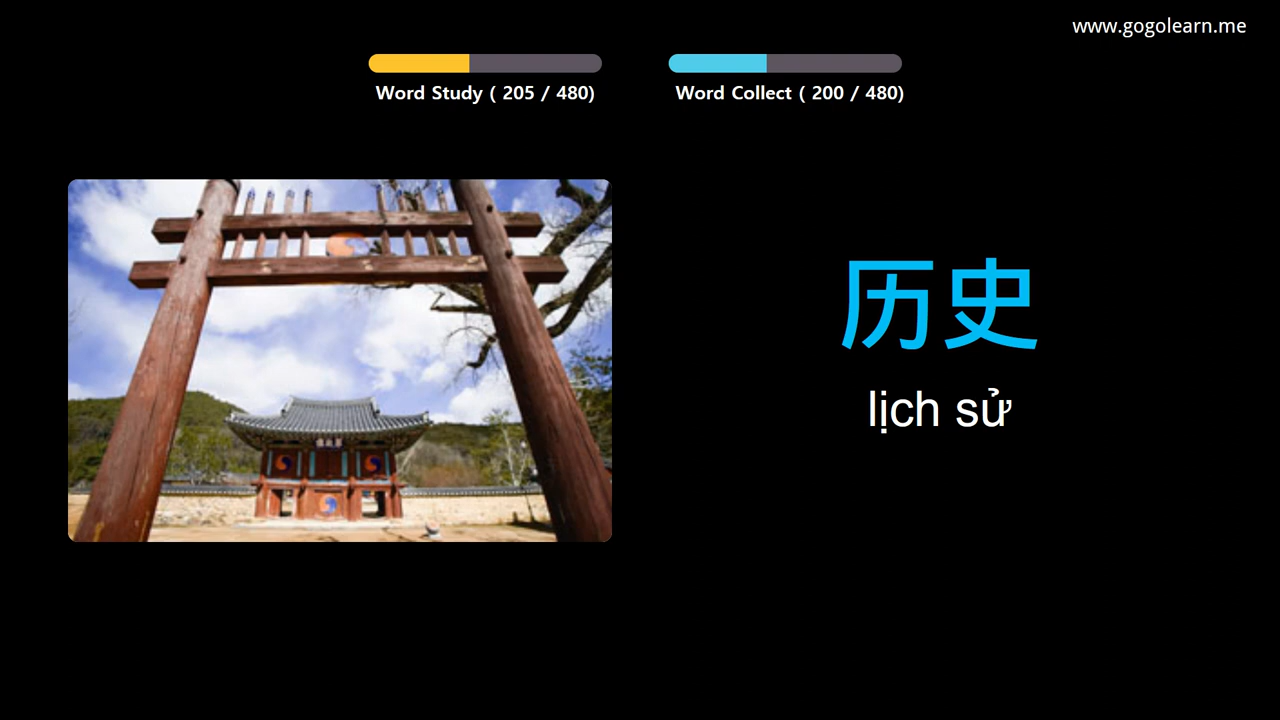 www.gogolearn.me
Word Study ( 205 / 480)
Word Collect ( 200 / 480)
历史
lịch sử